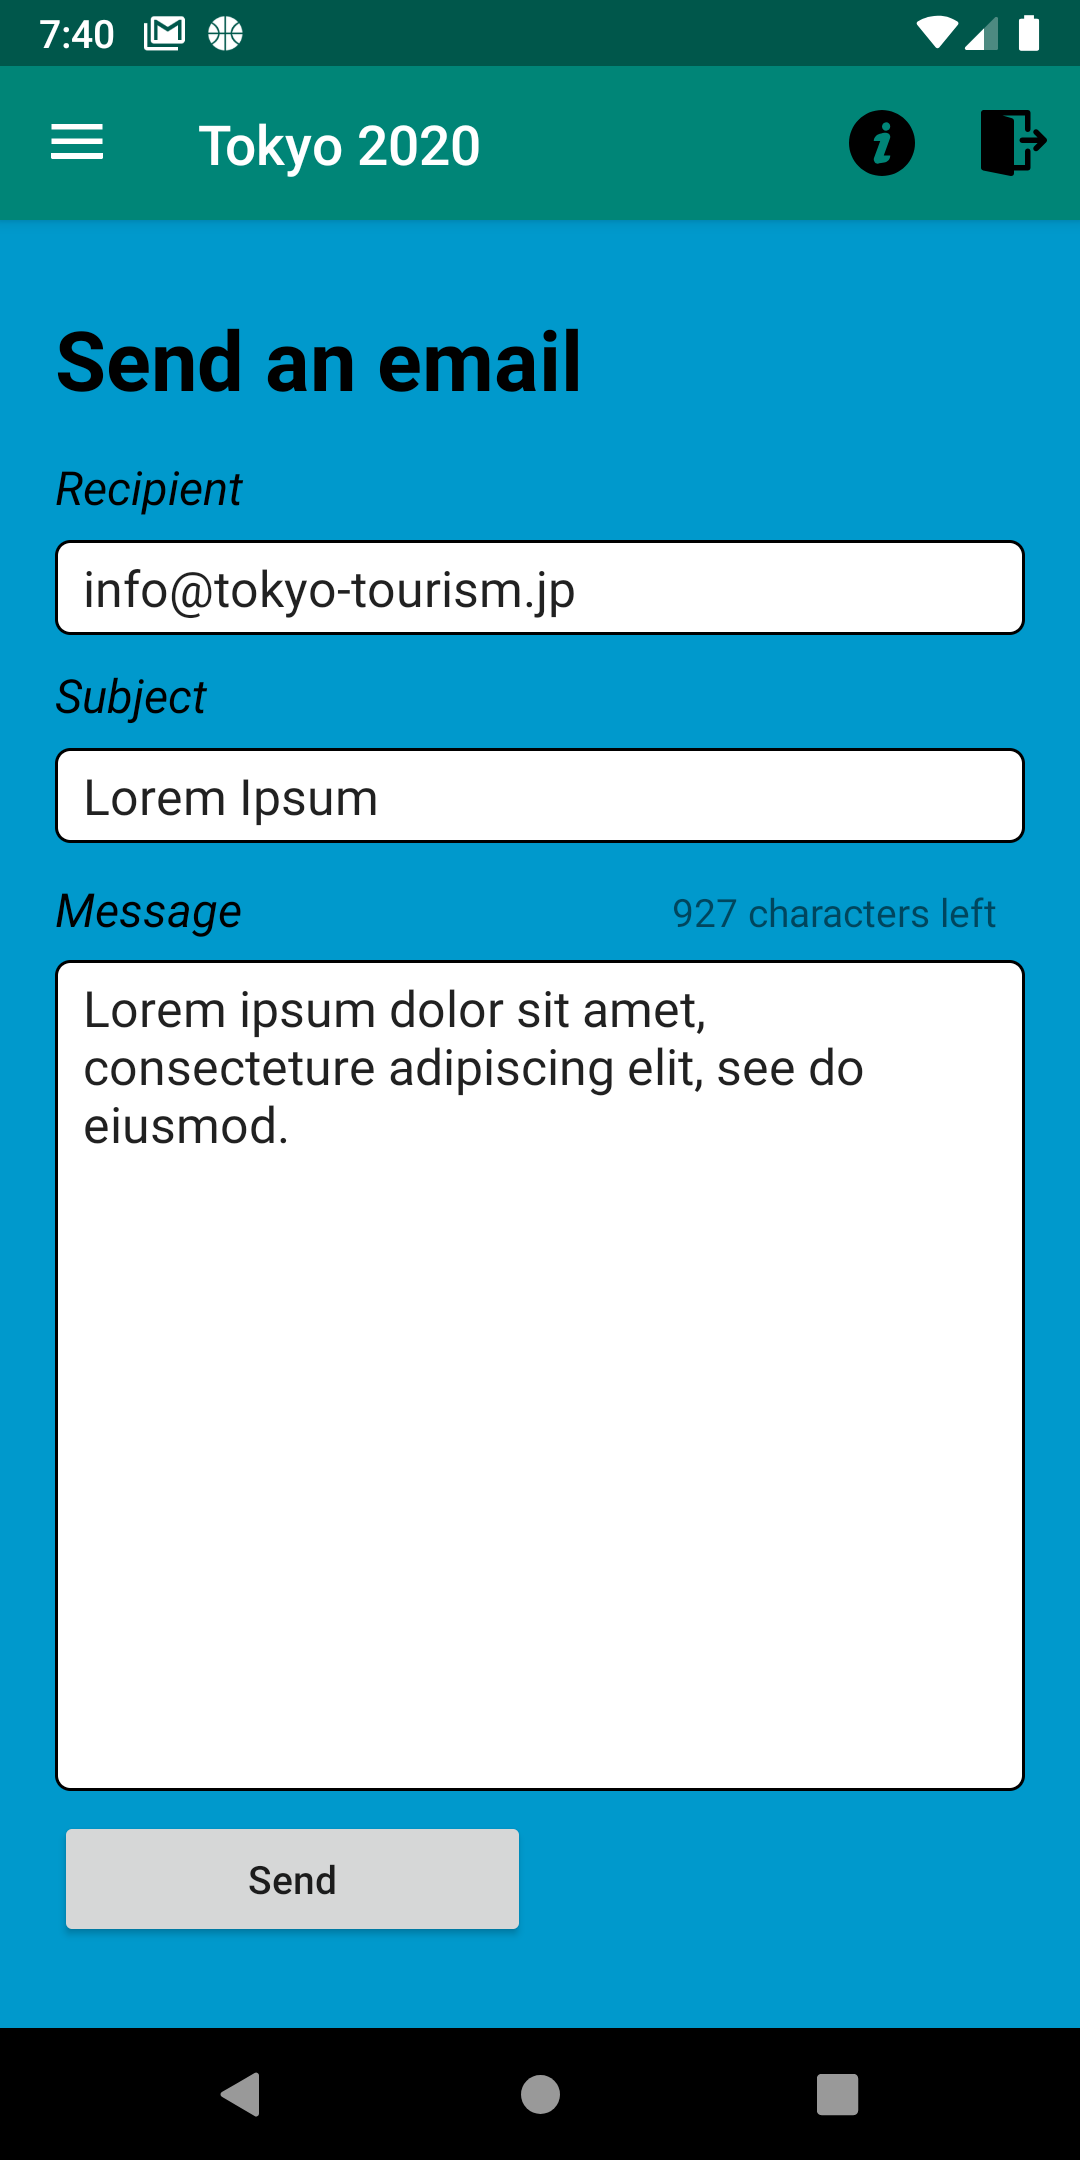 7:40
Tokyo 2020
Send an email
Recipient
info@tokyo-tourism.jp
Subject
Lorem Ipsum
Message
927 characters left
Lorem ipsum dolor sit amet,
consecteture adipiscing elit, see do
eiusmod.
Send